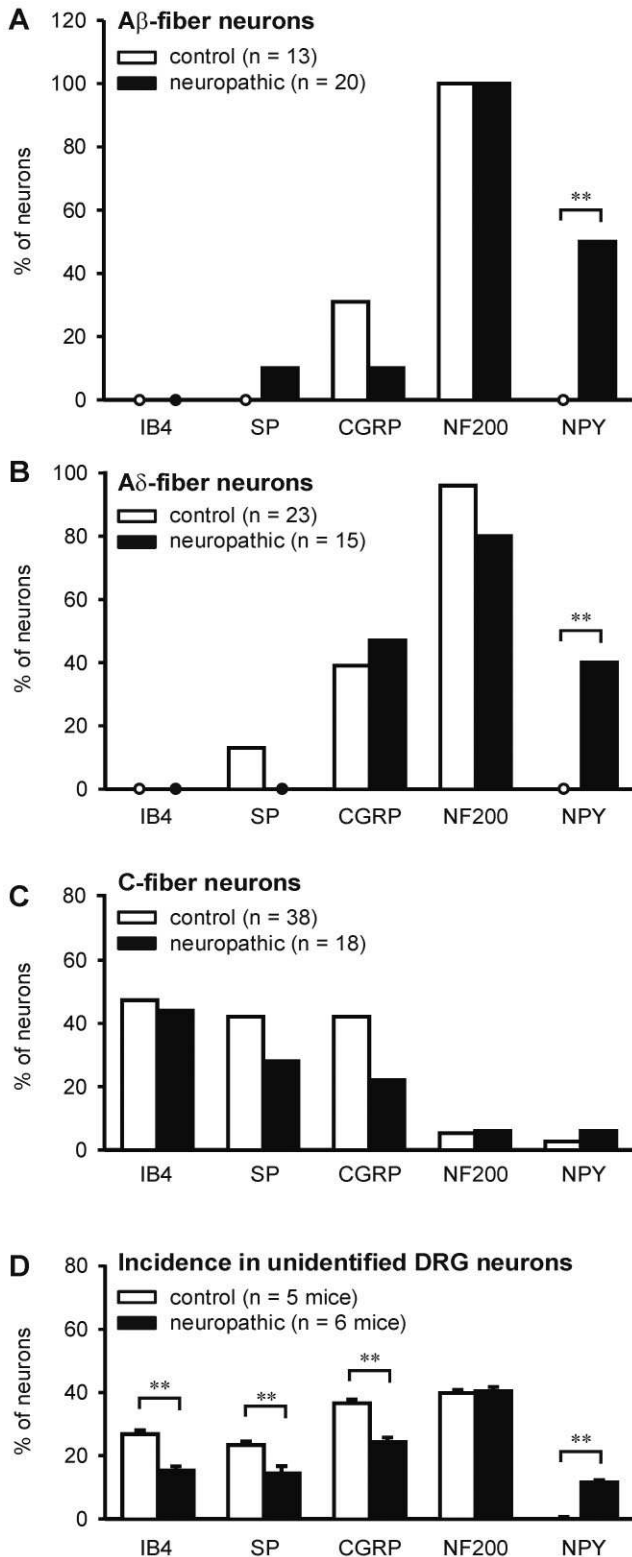 A
Aβ-fiber neurons
control (n = 13)
neuropathic (n = 20)
% of neurons
120
100
80
60
40
20
0
**
IB4 SP CGRP NF200 NPY
B
Aδ-fiber neurons
control (n = 23)
neuropathic (n = 15)
% of neurons
100
80
60
40
20
0
**
IB4 SP CGRP NF200 NPY
C
C-fiber neurons
control (n = 38)
neuropathic (n = 18)
% of neurons
80
60
40
20
0
IB4 SP CGRP NF200 NPY
D
Incidence in unidentified DRG neurons
control (n = 5 mice)
neuropathic (n = 6 mice)
% of neurons
80
60
40
20
0
** ** ** **
IB4 SP CGRP NF200 NPY